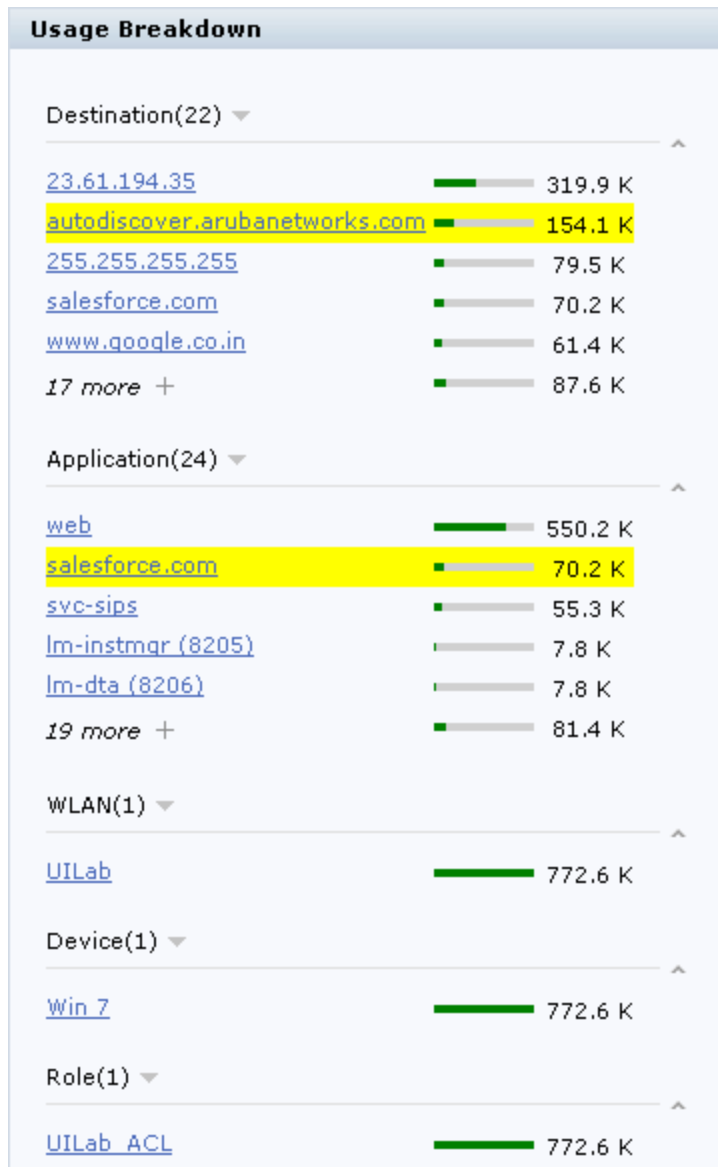 Usage Breakdown
Destination(22)
23.61.194.35 319.9 K
autodiscover.arubanetworks.com 154.1 K
255.255.255.255 79.5 K
salesforce.com 70.2 K
www.google.co.in 61.4 K
17 more + 87.6 K
Application(24)
web 550.2 K
salesforce.com 70.2 K
svc-sips 55.3 K
lm-instmgr (8205) 7.8 K
lm-dta (8206) 7.8 K
19 more + 81.4 K
WLAN(1)
UILab 772.6 K
Device(1)
Win 7 772.6 K
Role(1)
UILab_ACL 772.6 K